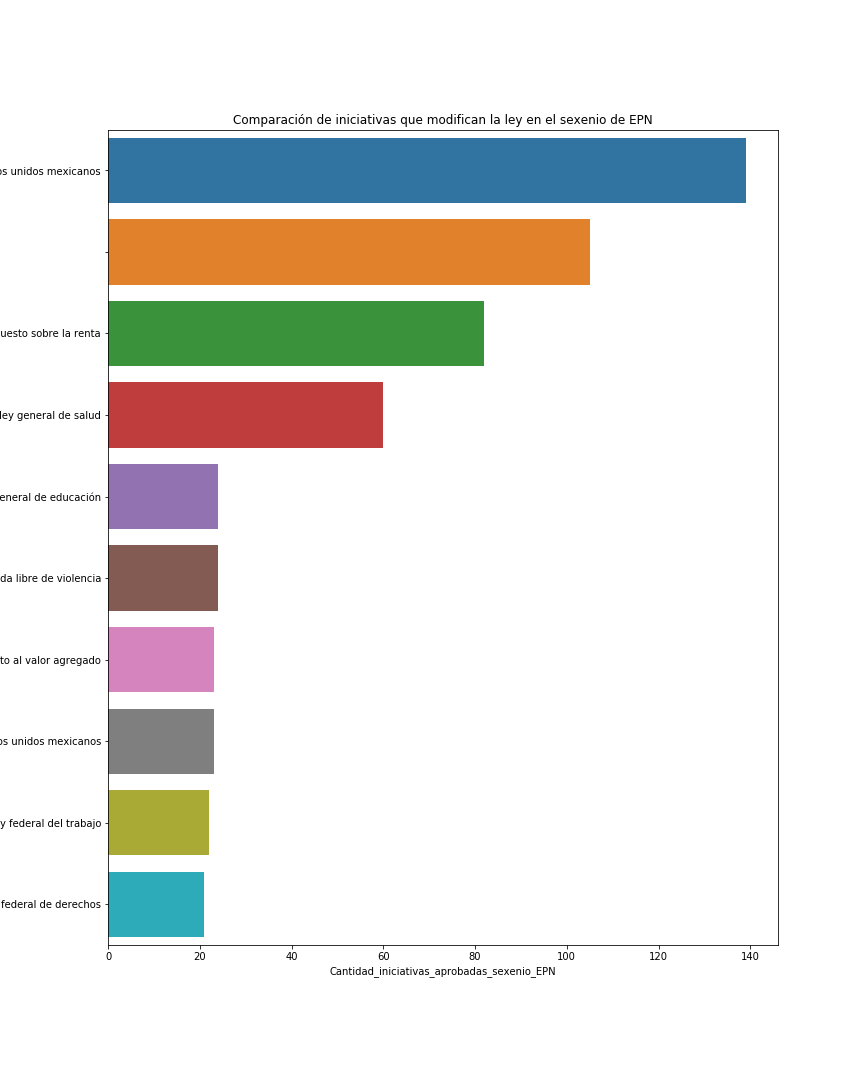 Comparación de iniciativas que modifican la ley en el sexenio de EPN
os unidos mexicanos
uesto sobre la renta
ley general de salud
eneral de educación
da libre de violencia
to al valor agregado
os unidos mexicanos
y federal del trabajo
federal de derechos
0 20 40 60 80 100 120 140
Cantidad_iniciativas_aprobadas_sexenio_EPN